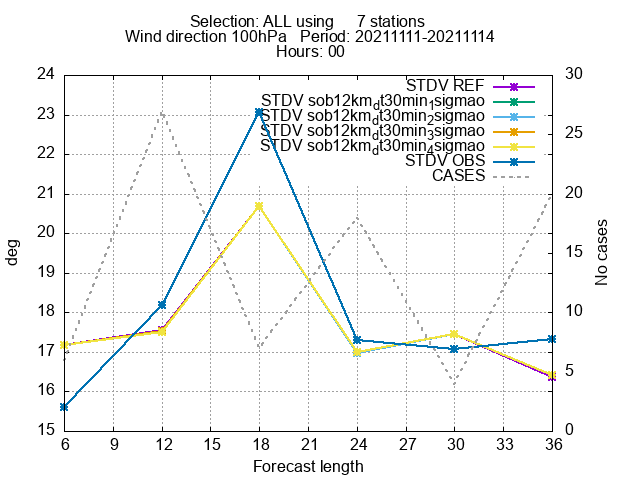 Selection: ALL using 7 stations
Wind direction 100hPa Period: 20211111-20211114
Hours: 00
STDV REF
STDV sob12km_dt30min_1sigmao
STDV sob12km_dt30min_2sigmao
STDV sob12km_dt30min_3sigmao
STDV sob12km_dt30min_4sigmao
STDV OBS
CASES
24
23
22
21
20
19
18
17
16
15
deg
30
25
20
15
10
5
0
No cases
6 9 12 15 18 21 24 27 30 33 36
Forecast length